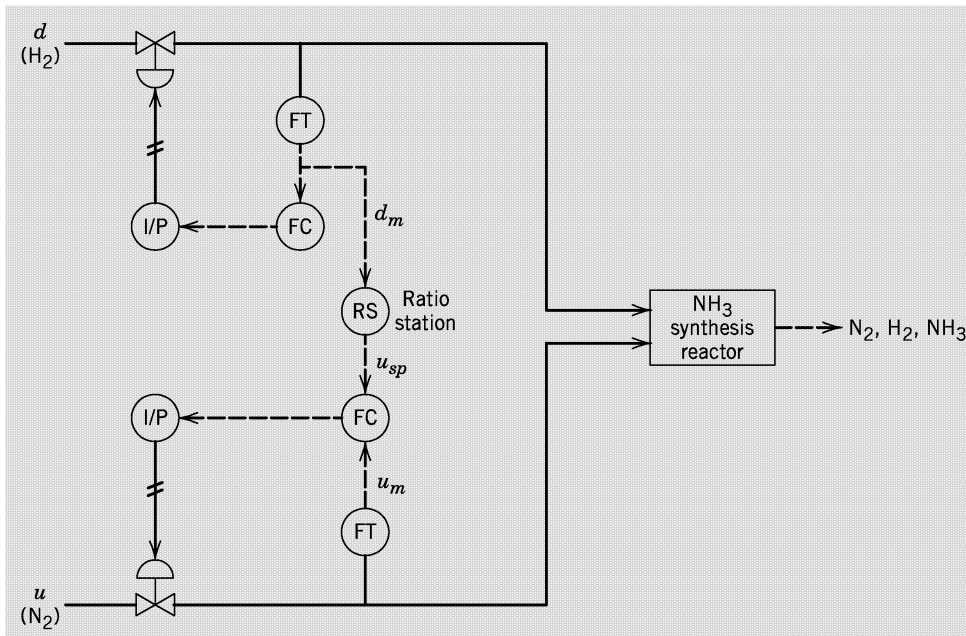 d
(H₂)
FT
I/P
FC
dₘ
RS
Ratio
station
NH₃
synthesis
reactor
N₂, H₂, NH₃
uₛₚ
I/P
FC
uₘ
FT
u
(N₂)